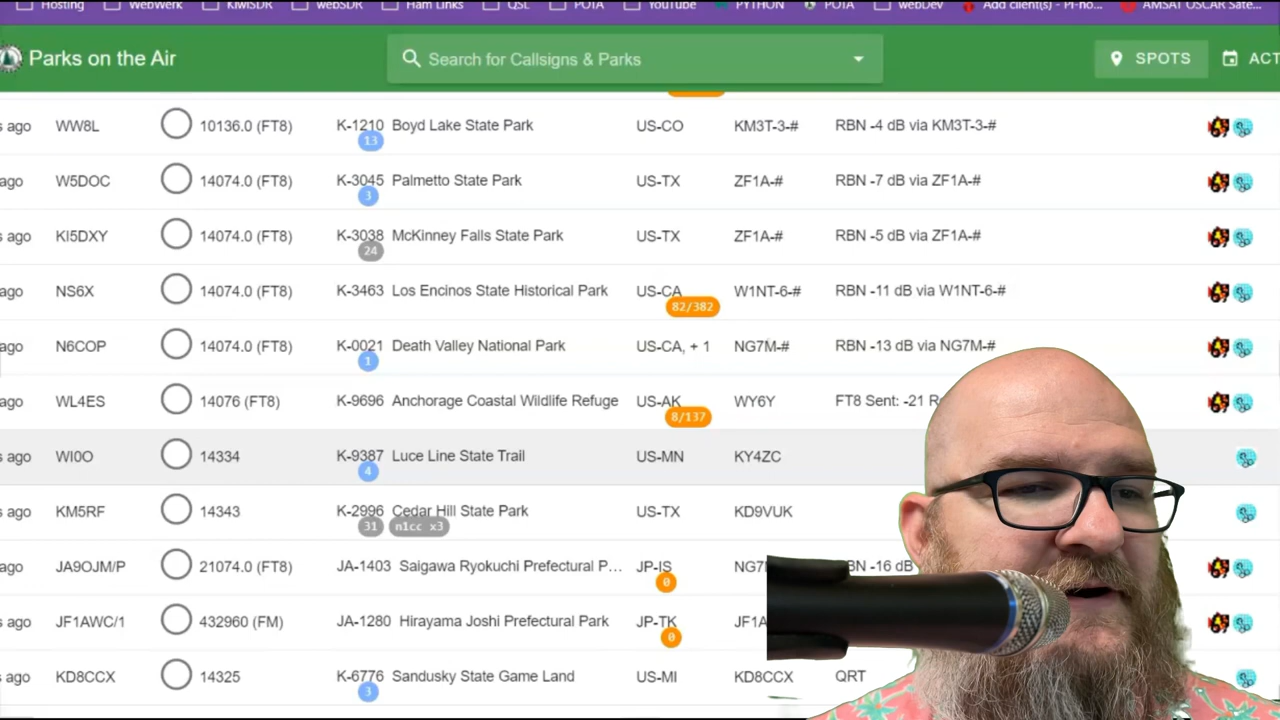 Hosting WebWerk KiwiSDR webSDR Ham Links QSL POTA YouTube PYTHON POTA webDev Add client(s) - Pi-ho... AMSAT OSCAR Sate...
Parks on the Air Search for Callsigns & Parks SPOTS ACT
s ago WW8L 10136.0 (FT8) K-1210 Boyd Lake State Park US-CO KM3T-3-# RBN -4 dB via KM3T-3-#
13
ago W5DOC 14074.0 (FT8) K-3045 Palmetto State Park US-TX ZF1A-# RBN -7 dB via ZF1A-#
3
s ago KI5DXY 14074.0 (FT8) K-3038 McKinney Falls State Park US-TX ZF1A-# RBN -5 dB via ZF1A-#
24
ago NS6X 14074.0 (FT8) K-3463 Los Encinos State Historical Park US-CA W1NT-6-# RBN -11 dB via W1NT-6-#
82/382
ago N6COP 14074.0 (FT8) K-0021 Death Valley National Park US-CA, + 1 NG7M-# RBN -13 dB via NG7M-#
1
ago WL4ES 14076 (FT8) K-9696 Anchorage Coastal Wildlife Refuge US-AK WY6Y FT8 Sent: -21
8/137
s ago WI0O 14334 K-9387 Luce Line State Trail US-MN KY4ZC
4
s ago KM5RF 14343 K-2996 Cedar Hill State Park US-TX KD9VUK
31 n1cc x3
ago JA9OJM/P 21074.0 (FT8) JA-1403 Saigawa Ryokuchi Prefectural P... JP-IS NG7 BN -16 dB
0
s ago JF1AWC/1 432960 (FM) JA-1280 Hirayama Joshi Prefectural Park JP-TK JF1A
0
s ago KD8CCX 14325 K-6776 Sandusky State Game Land US-MI KD8CCX QRT
3